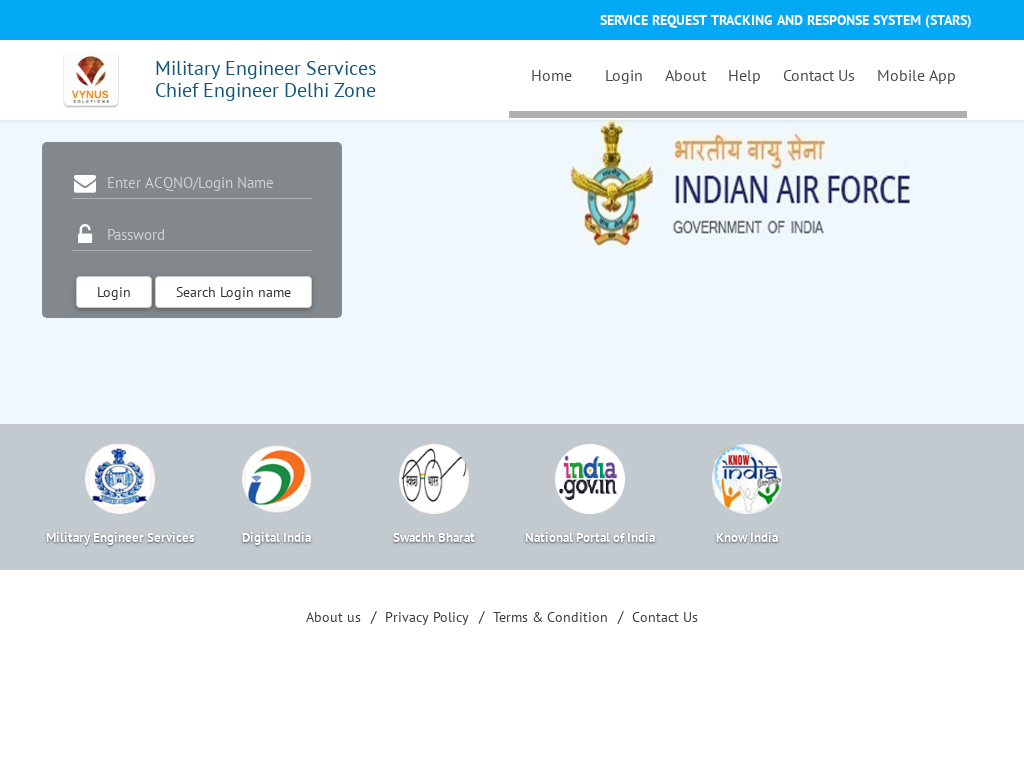 SERVICE REQUEST TRACKING AND RESPONSE SYSTEM (STARS)
VYNUS
SOLUTIONS
Military Engineer Services
Chief Engineer Delhi Zone
Home Login About Help Contact Us Mobile App
Enter ACQNO/Login Name
Password
Login Search Login name
भारतीय वायु सेना
INDIAN AIR FORCE
GOVERNMENT OF INDIA
स्वच्छ भारत
india
.gov.in
KNOW
india
Military Engineer Services Digital India Swachh Bharat National Portal of India Know India
About us / Privacy Policy / Terms & Condition / Contact Us